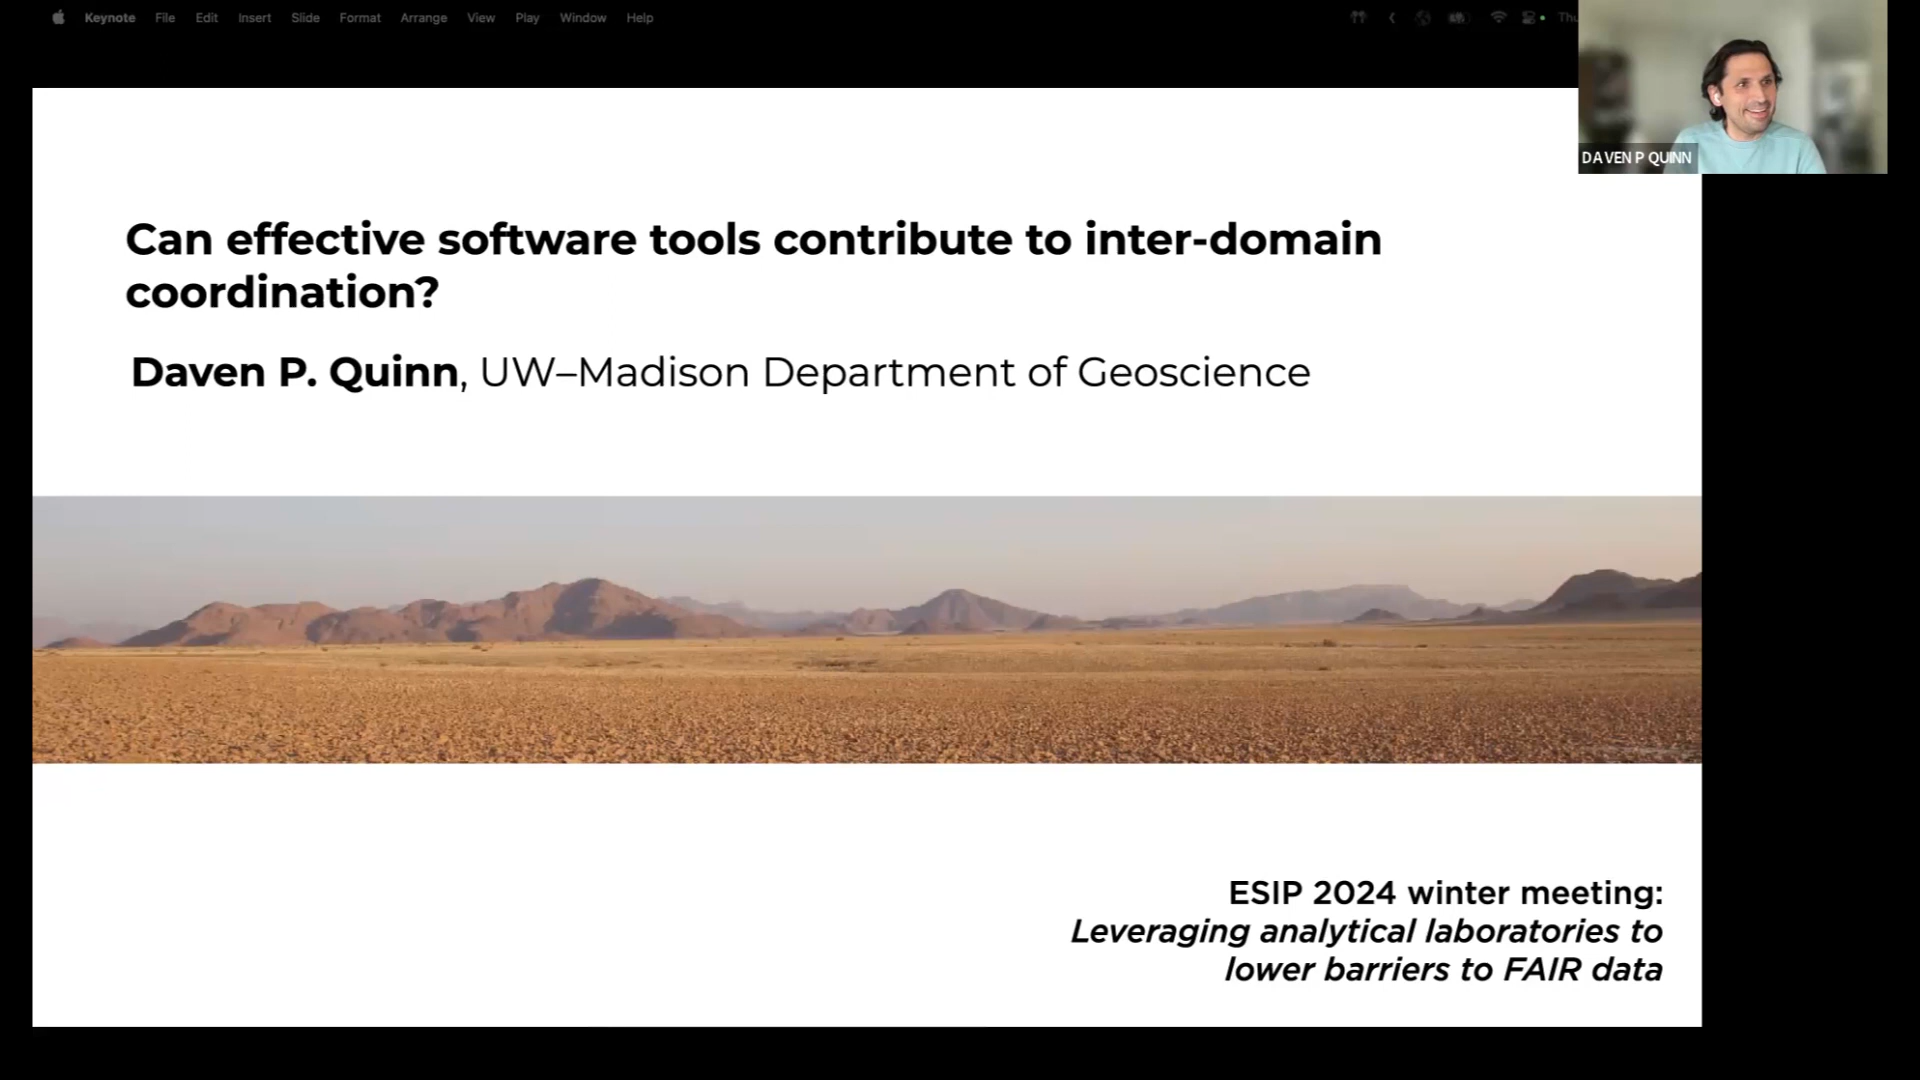 Keynote File Edit Insert Slide Format Arrange View Play Window Help
DAVEN P QUINN
Can effective software tools contribute to inter-domain
coordination?
Daven P. Quinn, UW–Madison Department of Geoscience
ESIP 2024 winter meeting:
Leveraging analytical laboratories to
lower barriers to FAIR data